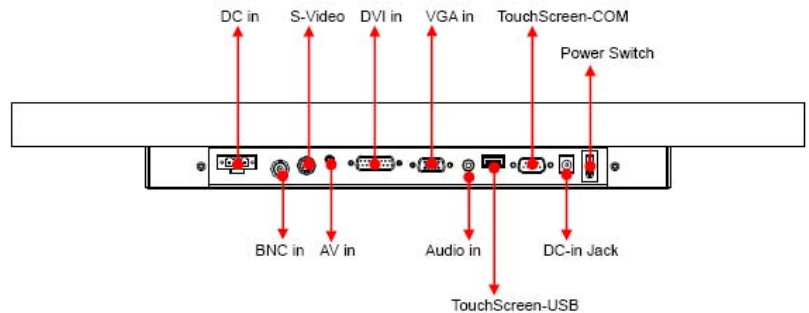 DC in
S-Video
DVI in
VGA in
TouchScreen-COM
Power Switch
BNC in
AV in
Audio in
DC-in Jack
TouchScreen-USB